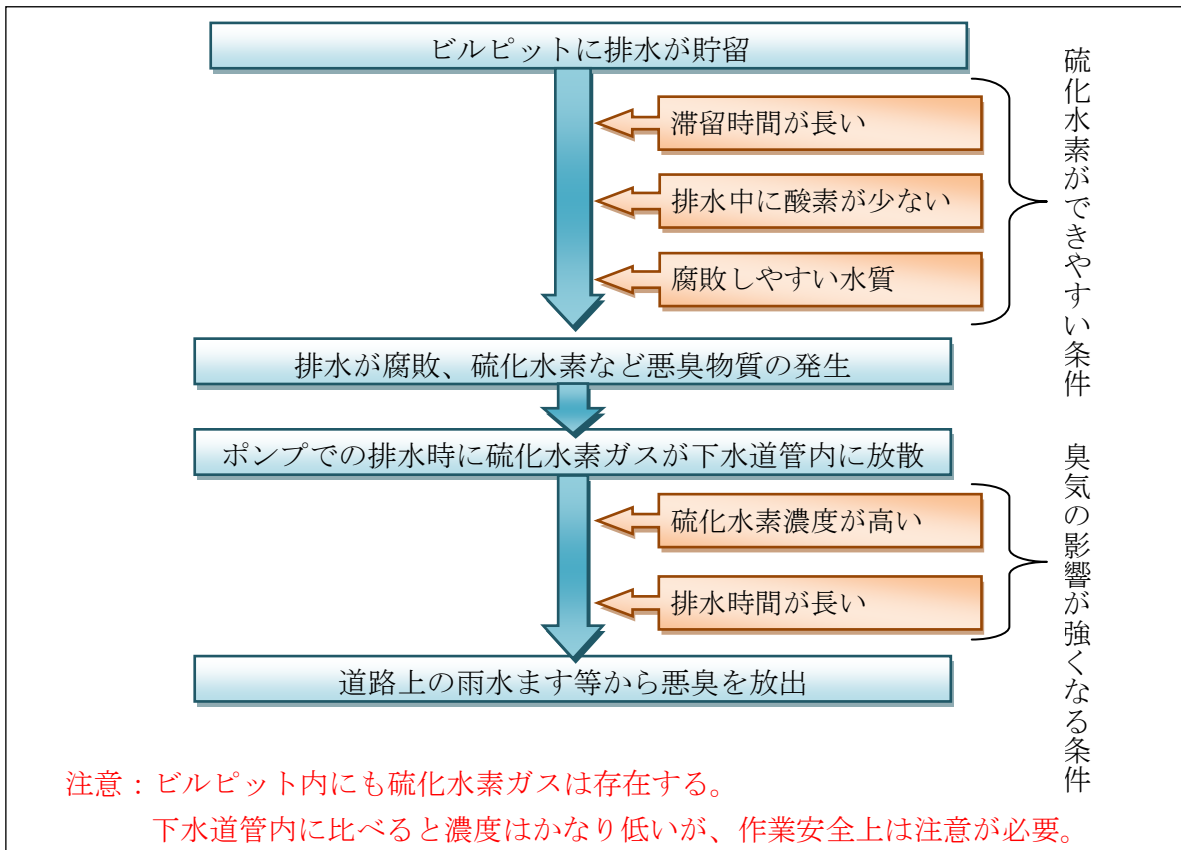 ビルピットに排水が貯留
滞留時間が長い
排水中に酸素が少ない
腐敗しやすい水質
硫化水素ができやすい条件
排水が腐敗、硫化水素など悪臭物質の発生
ポンプでの排水時に硫化水素ガスが下水道管内に放散
硫化水素濃度が高い
排水時間が長い
臭気の影響が強くなる条件
道路上の雨水ます等から悪臭を放出
注意：ビルピット内にも硫化水素ガスは存在する。
下水道管内に比べると濃度はかなり低いが、作業安全上は注意が必要。